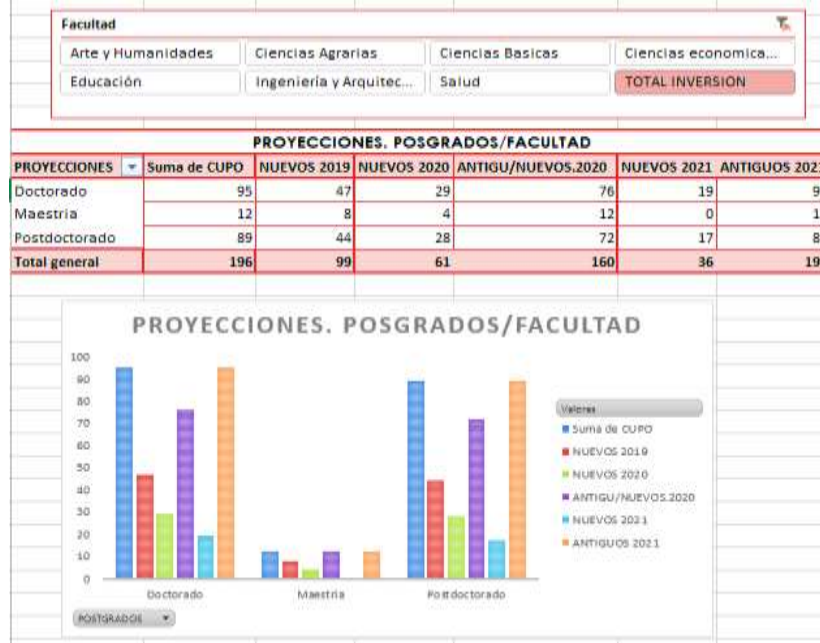 Facultad
Arte y Humanidades Ciencias Agrarias Ciencias Basicas Ciencias economica...
Educación Ingeniería y Arquitec... Salud TOTAL INVERSION
PROYECCIONES. POSGRADOS/FACULTAD
PROYECCIONES Suma de CUPO NUEVOS 2019 NUEVOS 2020 ANTIGU/NUEVOS.2020 NUEVOS 2021 ANTIGUOS 2021
Doctorado 95 47 29 76 19 9
Maestria 12 8 4 12 0 1
Postdoctorado 89 44 28 72 17 8
Total general 196 99 61 160 36 19
PROYECCIONES. POSGRADOS/FACULTAD
100
90
80
70
60
50
40
30
20
10
0
Doctorado Maestria Postdoctorado
Valores
Suma de CUPO
NUEVOS 2019
NUEVOS 2020
ANTIGU/NUEVOS.2020
NUEVOS 2021
ANTIGUOS 2021
POSTGRADOS